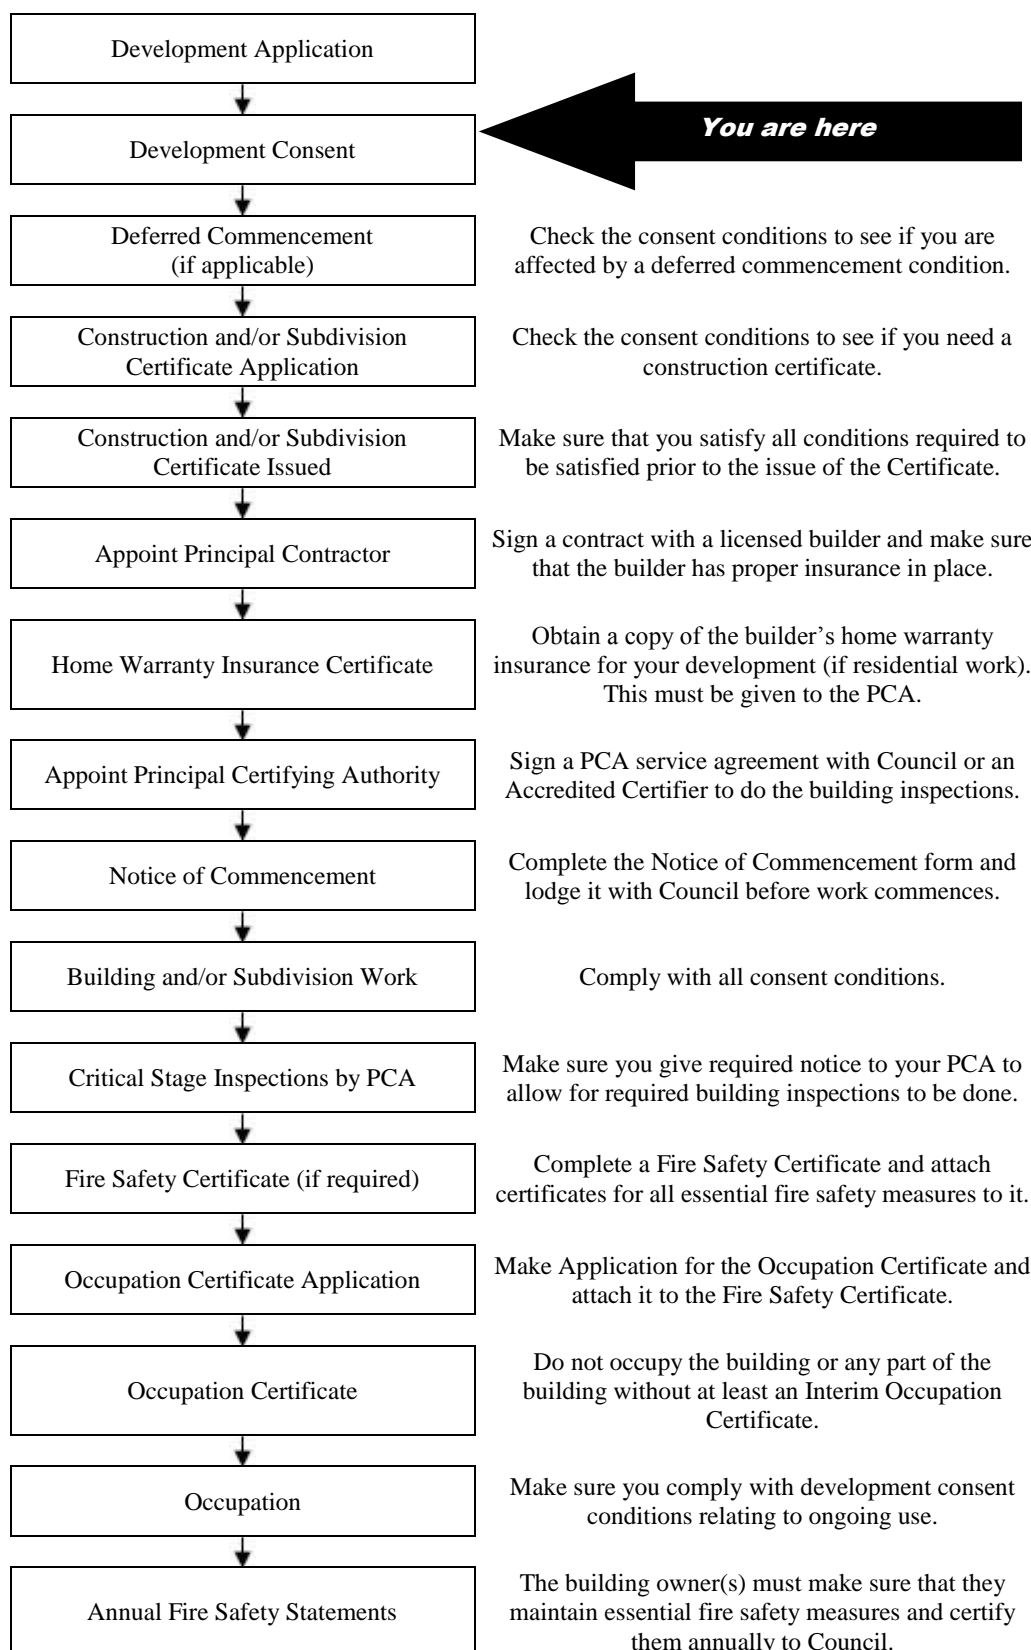 Development Application
Development Consent
You are here
Deferred Commencement
(if applicable)
Check the consent conditions to see if you are
affected by a deferred commencement condition.
Construction and/or Subdivision
Certificate Application
Check the consent conditions to see if you need a
construction certificate.
Construction and/or Subdivision
Certificate Issued
Make sure that you satisfy all conditions required to
be satisfied prior to the issue of the Certificate.
Appoint Principal Contractor
Sign a contract with a licensed builder and make sure
that the builder has proper insurance in place.
Home Warranty Insurance Certificate
Obtain a copy of the builder’s home warranty
insurance for your development (if residential work).
This must be given to the PCA.
Appoint Principal Certifying Authority
Sign a PCA service agreement with Council or an
Accredited Certifier to do the building inspections.
Notice of Commencement
Complete the Notice of Commencement form and
lodge it with Council before work commences.
Building and/or Subdivision Work
Comply with all consent conditions.
Critical Stage Inspections by PCA
Make sure you give required notice to your PCA to
allow for required building inspections to be done.
Fire Safety Certificate (if required)
Complete a Fire Safety Certificate and attach
certificates for all essential fire safety measures to it.
Occupation Certificate Application
Make Application for the Occupation Certificate and
attach it to the Fire Safety Certificate.
Occupation Certificate
Do not occupy the building or any part of the
building without at least an Interim Occupation
Certificate.
Occupation
Make sure you comply with development consent
conditions relating to ongoing use.
Annual Fire Safety Statements
The building owner(s) must make sure that they
maintain essential fire safety measures and certify
them annually to Council.